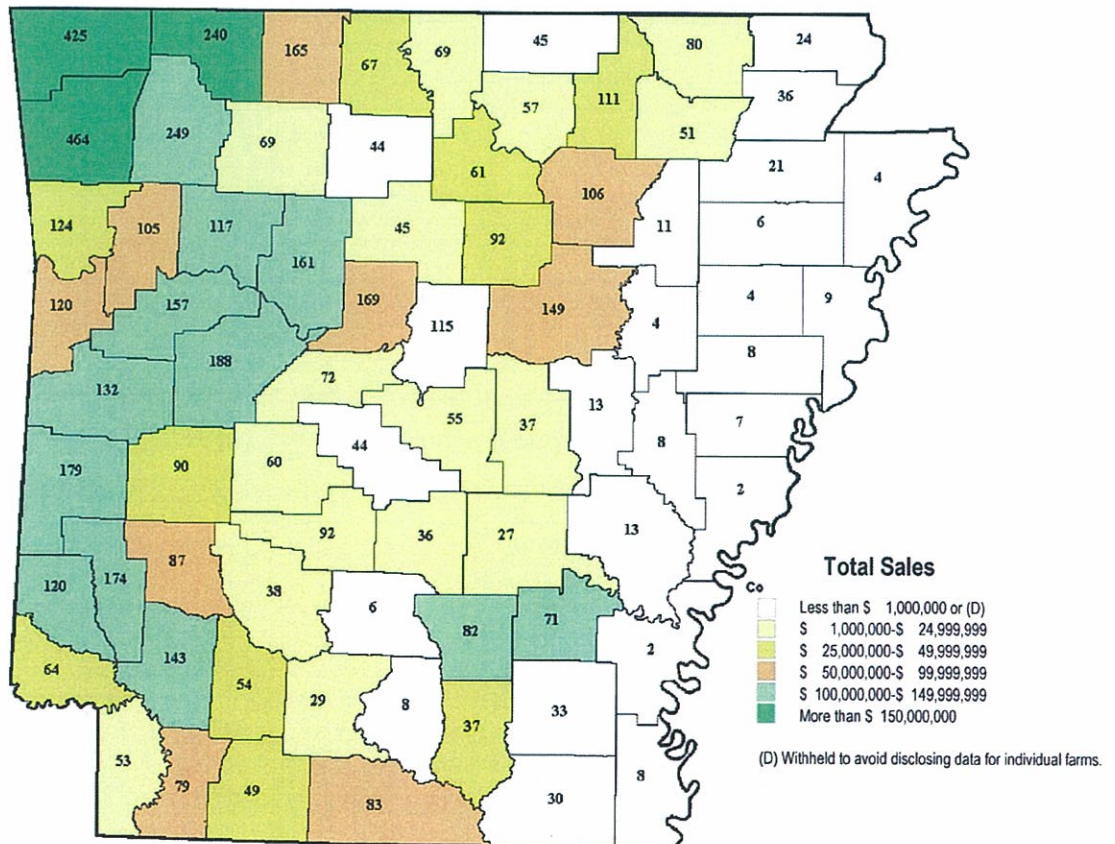 425 240 165 67 69 45 80 24
57 111 36
464 249 69 44 51
61 21 4
106
124 105 117 45 92 11 6
161
120 157 169 115 149 4 4 9
188 8
132 72
55 37 13 7
44 8
179 90 60 2
92 36 27 13
87
120 174 38 6 82 71
143 2
64 54 29 8 37 33
53 79 49 83 30 8
Total Sales
Co
Less than $ 1,000,000 or (D)
$ 1,000,000-$ 24,999,999
$ 25,000,000-$ 49,999,999
$ 50,000,000-$ 99,999,999
$ 100,000,000-$ 149,999,999
More than $ 150,000,000
(D) Withheld to avoid disclosing data for individual farms.